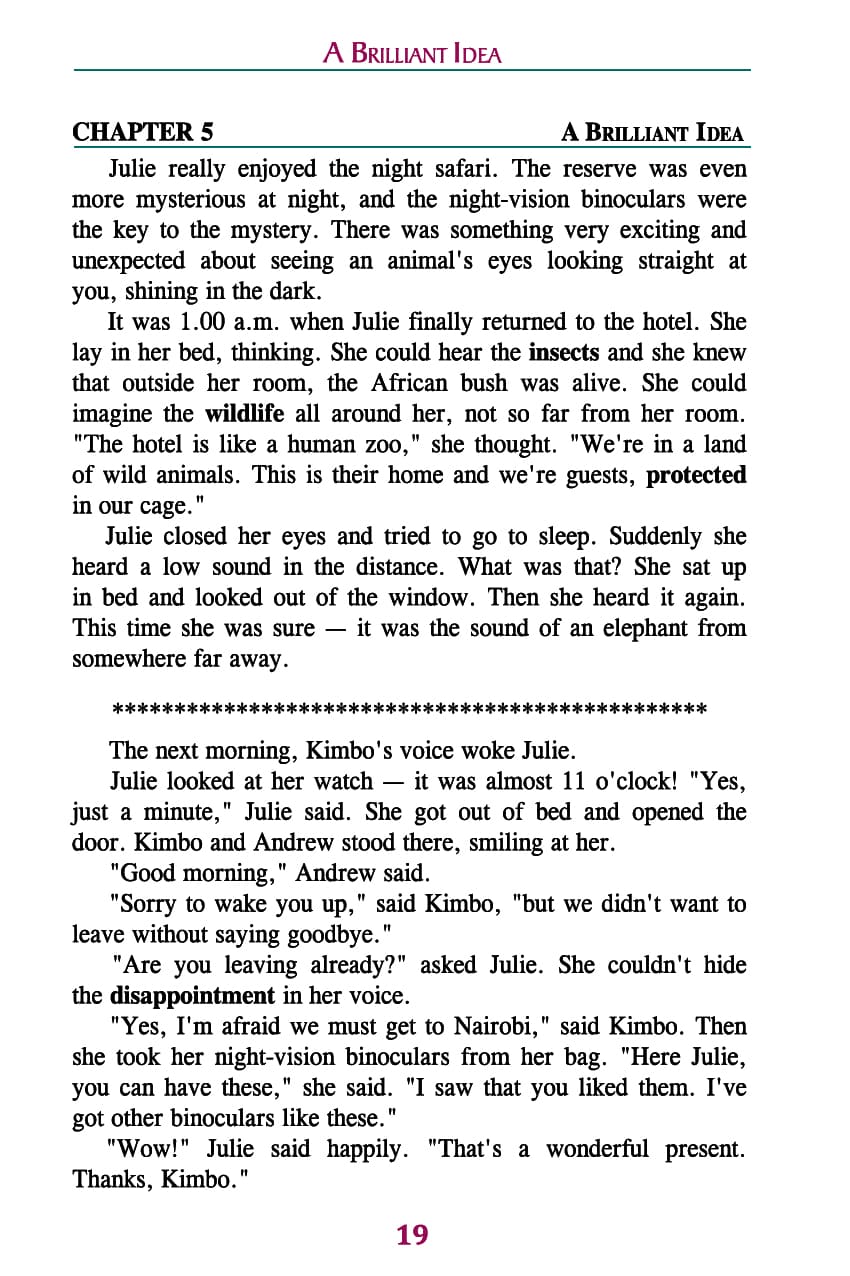 A BRILLIANT IDEA
CHAPTER 5 A BRILLIANT IDEA
Julie really enjoyed the night safari. The reserve was even
more mysterious at night, and the night-vision binoculars were
the key to the mystery. There was something very exciting and
unexpected about seeing an animal's eyes looking straight at
you, shining in the dark.
It was 1.00 a.m. when Julie finally returned to the hotel. She
lay in her bed, thinking. She could hear the insects and she knew
that outside her room, the African bush was alive. She could
imagine the wildlife all around her, not so far from her room.
"The hotel is like a human zoo," she thought. "We're in a land
of wild animals. This is their home and we're guests, protected
in our cage."
Julie closed her eyes and tried to go to sleep. Suddenly she
heard a low sound in the distance. What was that? She sat up
in bed and looked out of the window. Then she heard it again.
This time she was sure — it was the sound of an elephant from
somewhere far away.
************************************************
The next morning, Kimbo's voice woke Julie.
Julie looked at her watch — it was almost 11 o'clock! "Yes,
just a minute," Julie said. She got out of bed and opened the
door. Kimbo and Andrew stood there, smiling at her.
"Good morning," Andrew said.
"Sorry to wake you up," said Kimbo, "but we didn't want to
leave without saying goodbye."
"Are you leaving already?" asked Julie. She couldn't hide
the disappointment in her voice.
"Yes, I'm afraid we must get to Nairobi," said Kimbo. Then
she took her night-vision binoculars from her bag. "Here Julie,
you can have these," she said. "I saw that you liked them. I've
got other binoculars like these."
"Wow!" Julie said happily. "That's a wonderful present.
Thanks, Kimbo."
19